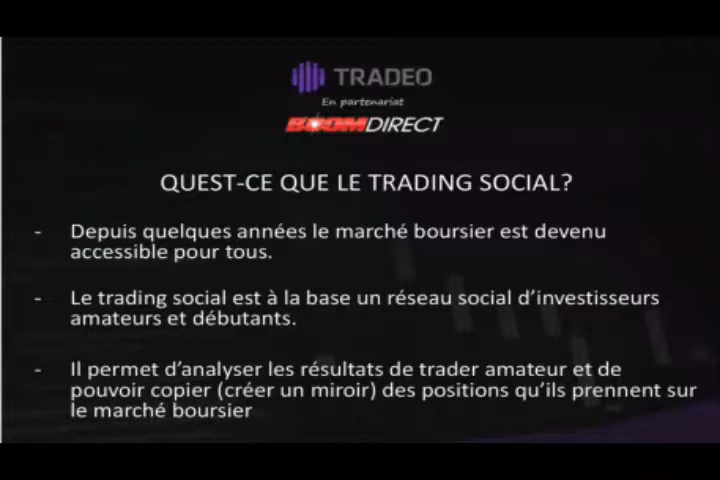 TRADEO
En partenariat
BOOMDIRECT
QUEST-CE QUE LE TRADING SOCIAL?
- Depuis quelques années le marché boursier est devenu
accessible pour tous.
- Le trading social est à la base un réseau social d’investisseurs
amateurs et débutants.
- Il permet d’analyser les résultats de trader amateur et de
pouvoir copier (créer un miroir) des positions qu’ils prennent sur
le marché boursier